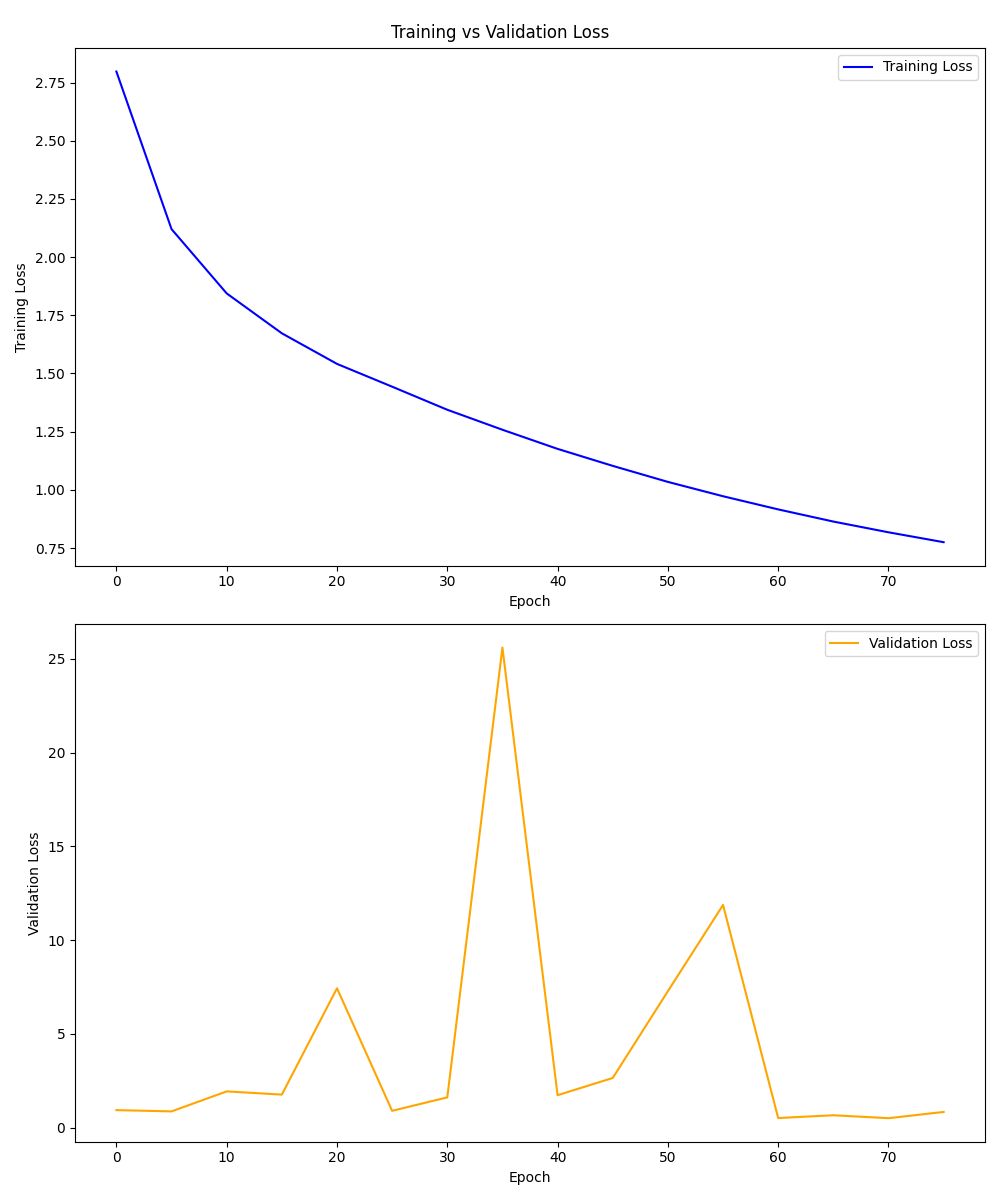 Training vs Validation Loss
Training Loss
2.75
2.50
2.25
2.00
1.75
1.50
1.25
1.00
0.75
Training Loss
0 10 20 30 40 50 60 70
Epoch
Validation Loss
25
20
15
10
5
0
Validation Loss
0 10 20 30 40 50 60 70
Epoch